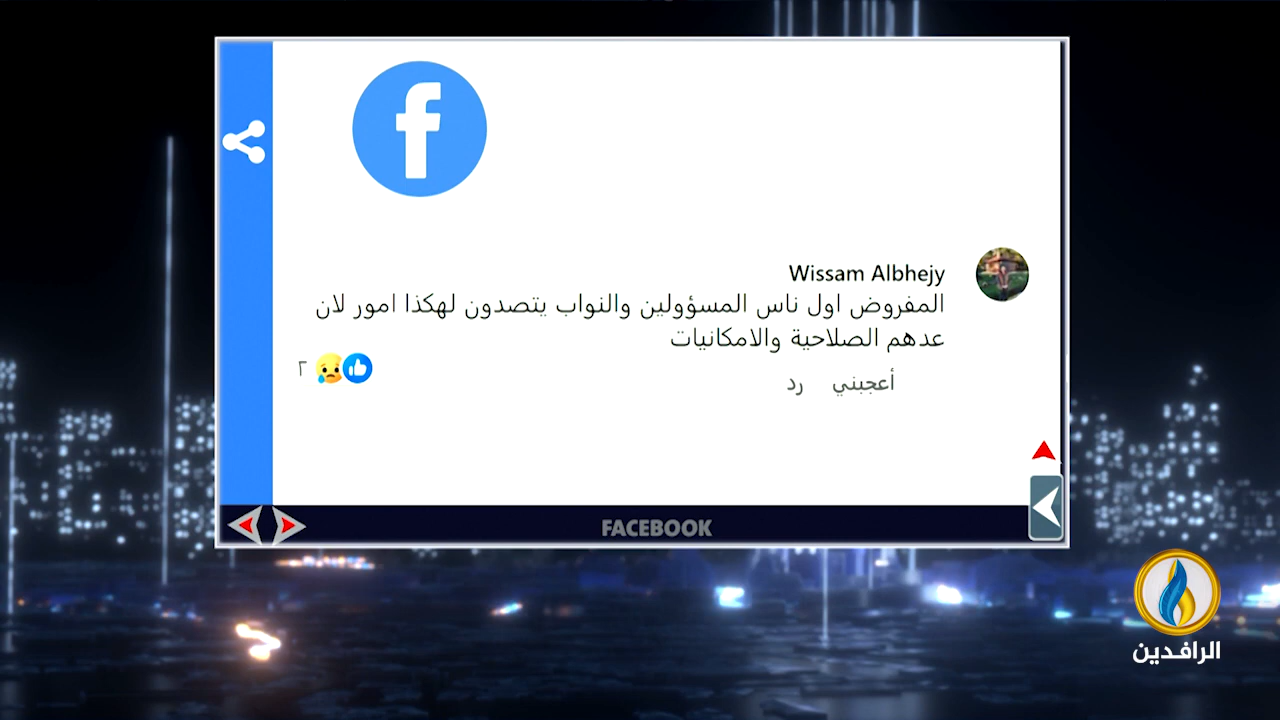 Wissam Albhejy
المفروض اول ناس المسؤولين والنواب يتصدون لهكذا امور لان
عدهم الصلاحية والامكانيات
٢
أعجبني رد
FACEBOOK
الرافدين